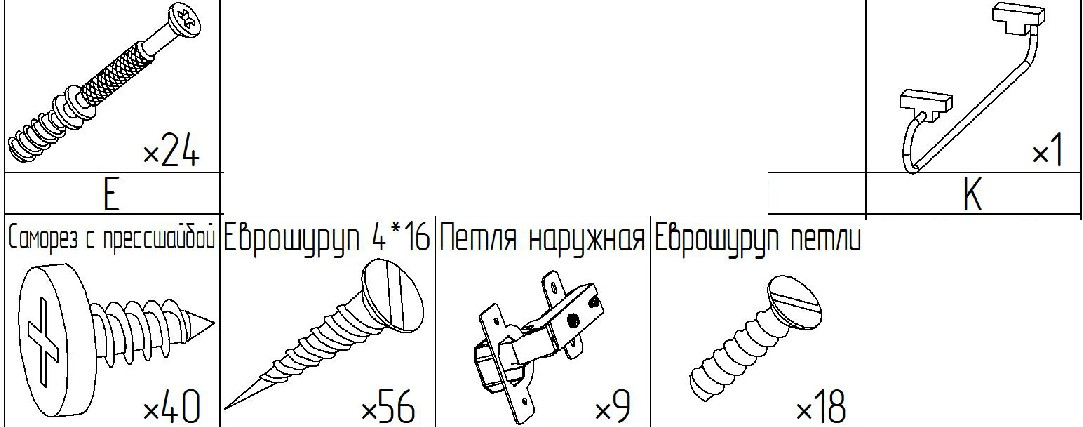 ×24 ×1
E K
Саморез с прессшайбой Еврошуруп 4*16 Петля наружная Еврошуруп петли
×40 ×56 ×9 ×18